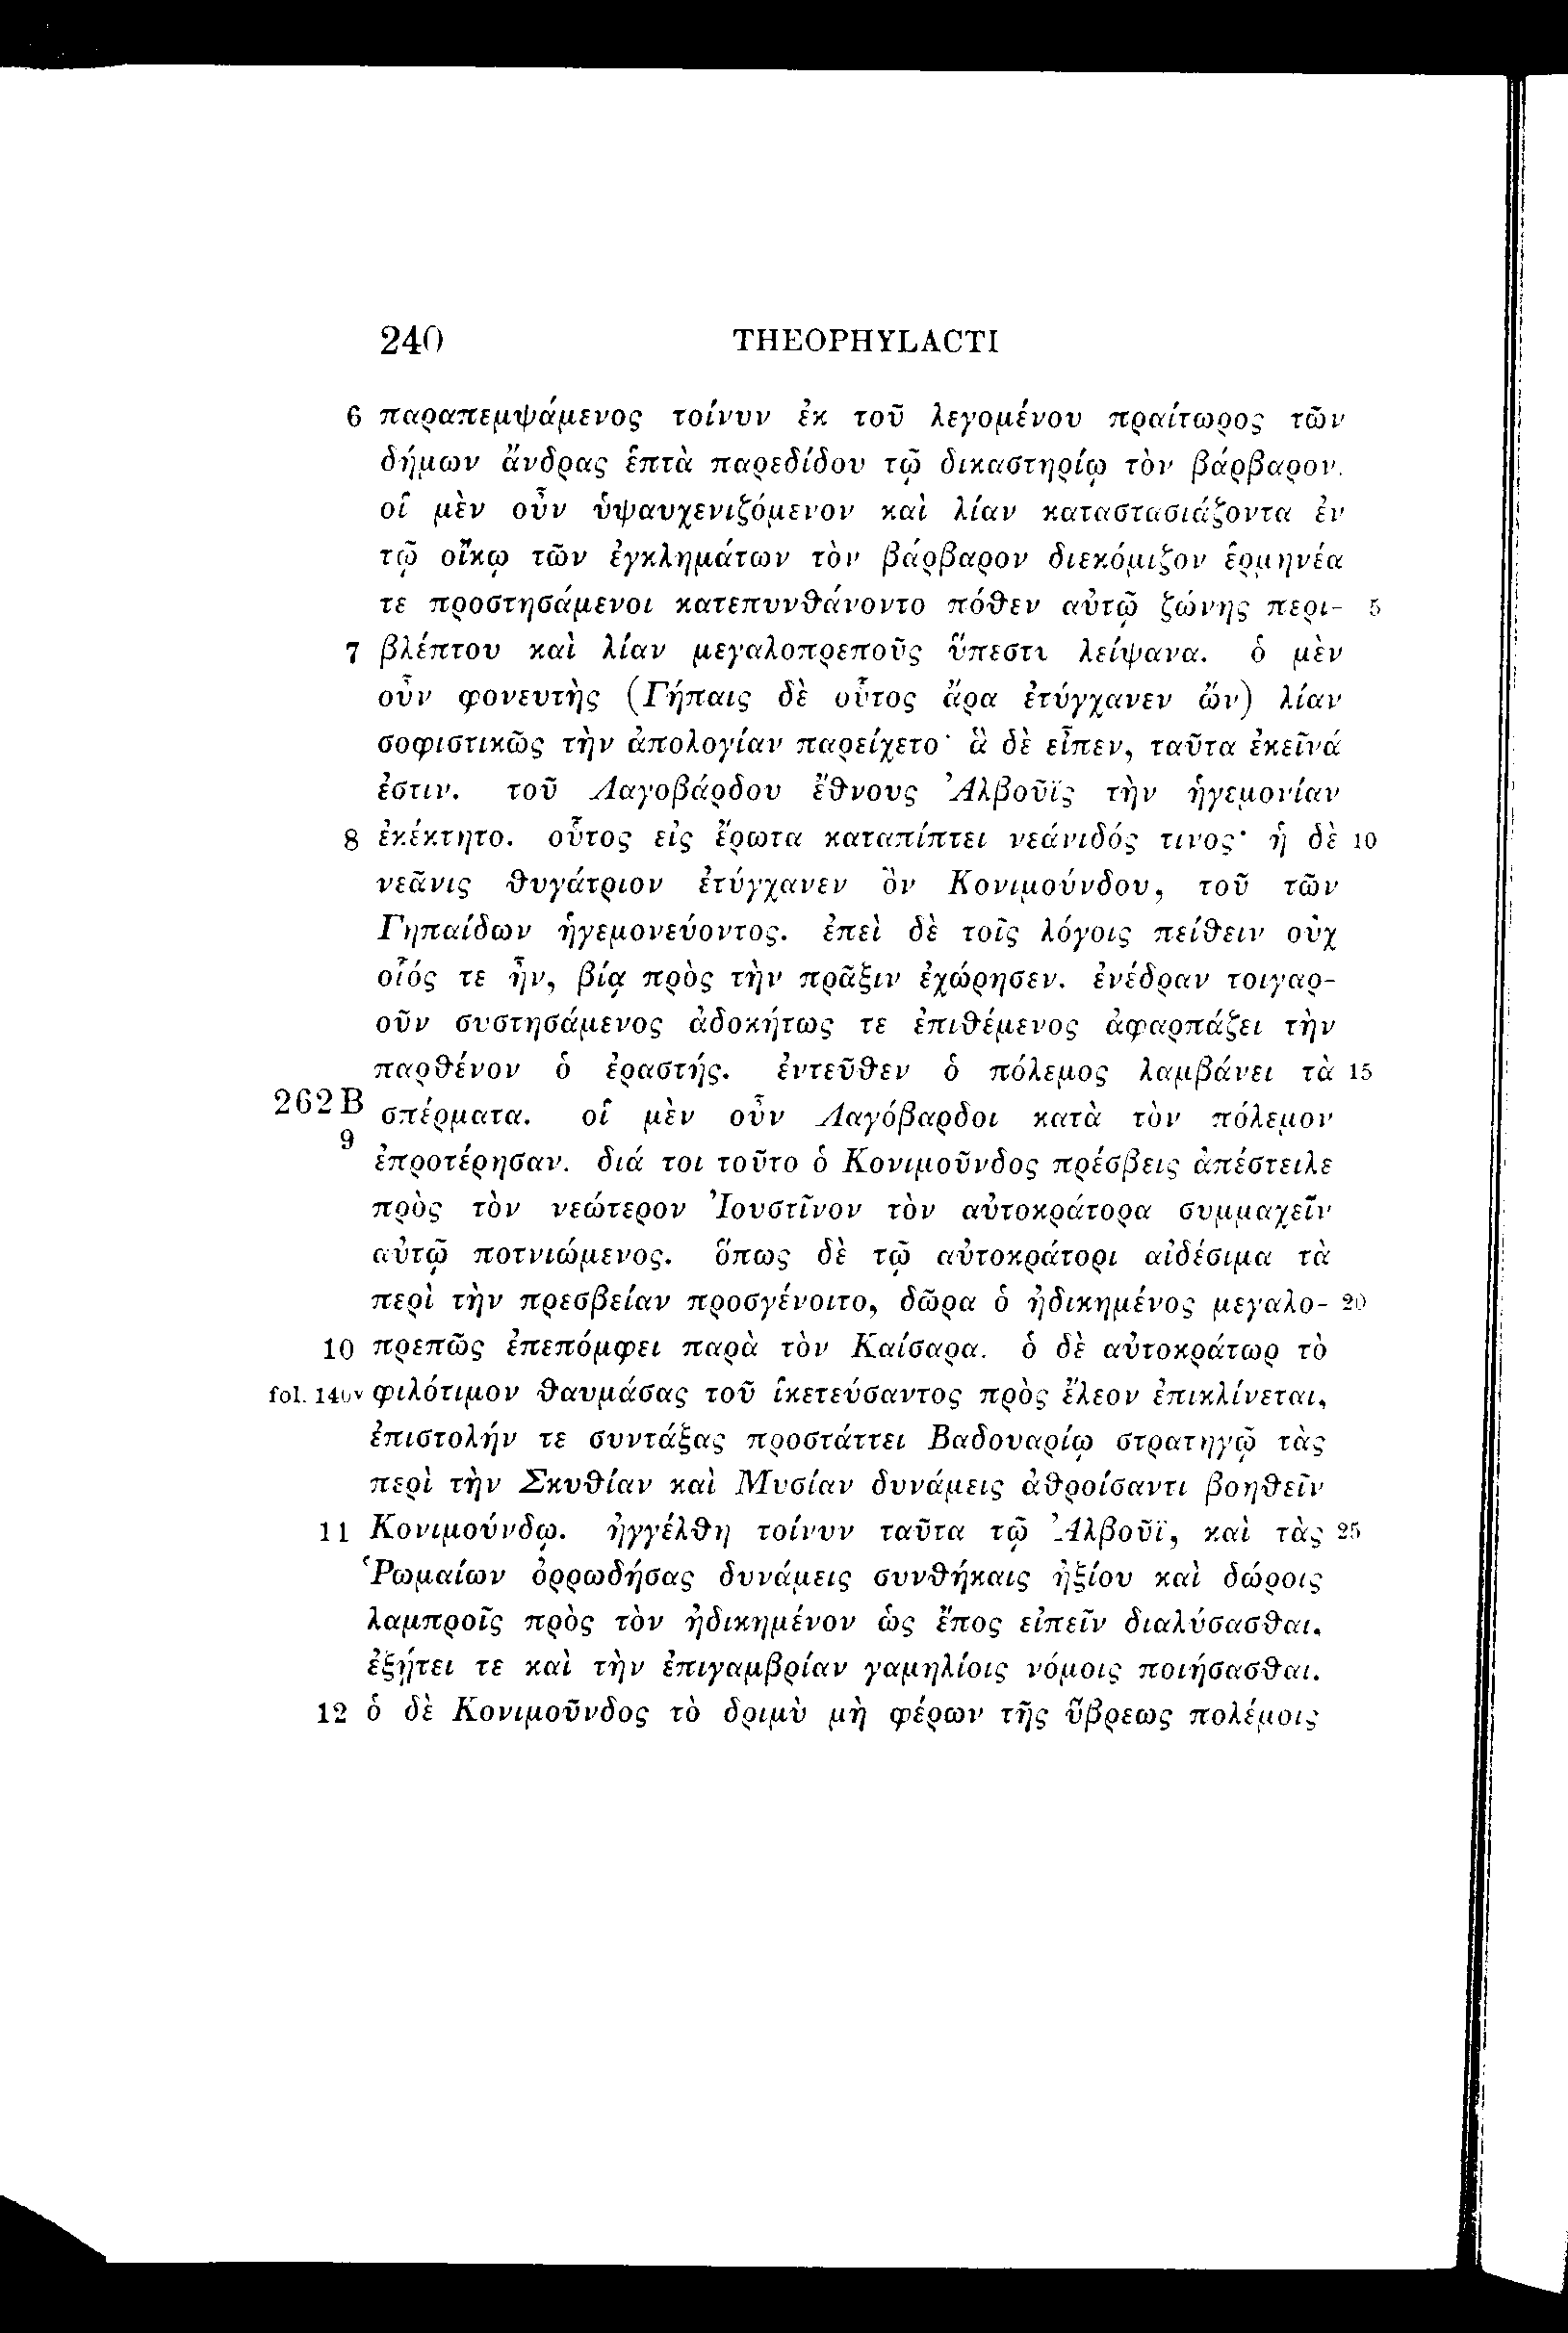 240 THEOPHYLACTI
6 παραπεμψάμενος τοίνυν ἐκ τοῦ λεγομένου πραίτωρος τῶν
δήμων ἄνδρας ἑπτὰ παρεδίδου τῷ δικαστηρίῳ τὸν βάρβαρον.
οἱ μὲν οὖν ὑψαυχενιζόμενον καὶ λίαν καταστασιάζοντα ἐν
τῷ οἴκῳ τῶν ἐγκλημάτων τὸν βάρβαρον διεκόμιζον ἑρμηνέα
τε προστησάμενοι κατεπυνθάνοντο πόθεν αὐτῷ ζώνης περι- 5
7 βλέπτου καὶ λίαν μεγαλοπρεποῦς ὕπεστι λείψανα. ὁ μὲν
οὖν φονευτὴς (Γήπαις δὲ οὗτος ἄρα ἐτύγχανεν ὤν) λίαν
σοφιστικῶς τὴν ἀπολογίαν παρείχετο· ἃ δὲ εἶπεν, ταῦτα ἐκεῖνά
ἐστιν. τοῦ Λαγοβάρδου ἔθνους Ἀλβοῦϊς τὴν ἡγεμονίαν
8 ἐκέκτητο. οὗτος εἰς ἔρωτα καταπίπτει νεάνιδός τινος· ἡ δὲ 10
νεᾶνις θυγάτριον ἐτύγχανεν ὂν Κονιμούνδου, τοῦ τῶν
Γηπαίδων ἡγεμονεύοντος. ἐπεὶ δὲ τοῖς λόγοις πείθειν οὐχ
οἷός τε ἦν, βίᾳ πρὸς τὴν πρᾶξιν ἐχώρησεν. ἐνέδραν τοιγαρ-
οῦν συστησάμενος ἀδοκήτως τε ἐπιθέμενος ἀφαρπάζει τὴν
παρθένον ὁ ἐραστής. ἐντεῦθεν ὁ πόλεμος λαμβάνει τὰ 15
262 B σπέρματα. οἱ μὲν οὖν Λαγόβαρδοι κατὰ τὸν πόλεμον
9 ἐπροτέρησαν. διά τοι τοῦτο ὁ Κονιμοῦνδος πρέσβεις ἀπέστειλε
πρὸς τὸν νεώτερον Ἰουστῖνον τὸν αὐτοκράτορα συμμαχεῖν
αὐτῷ ποτνιώμενος. ὅπως δὲ τῷ αὐτοκράτορι αἰδέσιμα τὰ
περὶ τὴν πρεσβείαν προσγένοιτο, δῶρα ὁ ἠδικημένος μεγαλο- 20
10 πρεπῶς ἐπεπόμφει παρὰ τὸν Καίσαρα. ὁ δὲ αὐτοκράτωρ τὸ
fol. 140v φιλότιμον θαυμάσας τοῦ ἱκετεύσαντος πρὸς ἔλεον ἐπικλίνεται,
ἐπιστολήν τε συντάξας προστάττει Βαδουαρίῳ στρατηγῷ τὰς
περὶ τὴν Σκυθίαν καὶ Μυσίαν δυνάμεις ἀθροίσαντι βοηθεῖν
11 Κονιμούνδῳ. ἠγγέλθη τοίνυν ταῦτα τῷ Ἀλβοῦϊ, καὶ τὰς 25
Ῥωμαίων ὀρρωδήσας δυνάμεις συνθήκαις ἠξίου καὶ δώροις
λαμπροῖς πρὸς τὸν ἠδικημένον ὡς ἔπος εἰπεῖν διαλύσασθαι.
ἐξῄτει τε καὶ τὴν ἐπιγαμβρίαν γαμηλίοις νόμοις ποιήσασθαι.
12 ὁ δὲ Κονιμοῦνδος τὸ δριμὺ μὴ φέρων τῆς ὕβρεως πολέμοις